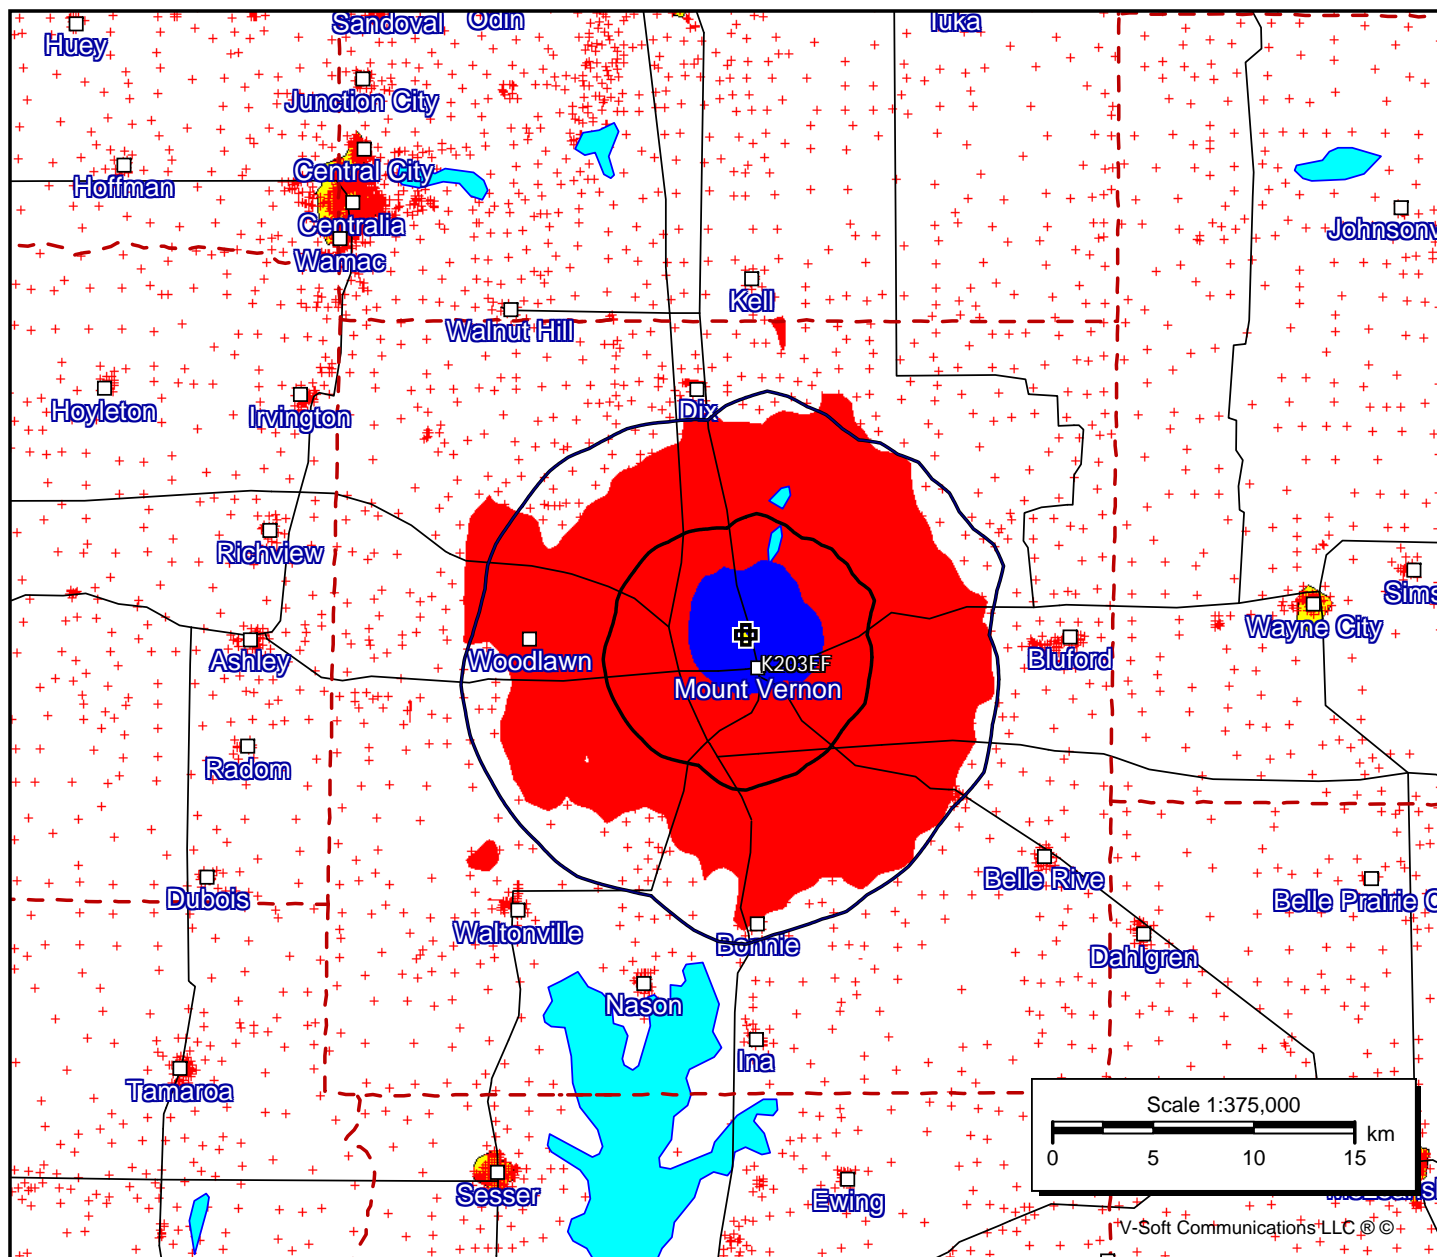 Sandoval
Odin
Iuka
Huey
Junction City
Central City
Hoffman
Centralia
Johnsonv
Wamac
Kell
Walnut Hill
Hoyleton
Irvington
Dix
Richview
Sims
Wayne City
Ashley
Woodlawn
K203EF
Bluford
Mount Vernon
Radom
Dubois
Belle Rive
Belle Prairie C
Waltonville
Bonnie
Dahlgren
Nason
Ina
Tamaroa
Scale 1:375,000
km
0 5 10 15
Sesser
Ewing
V-Soft Communications LLC ® ©